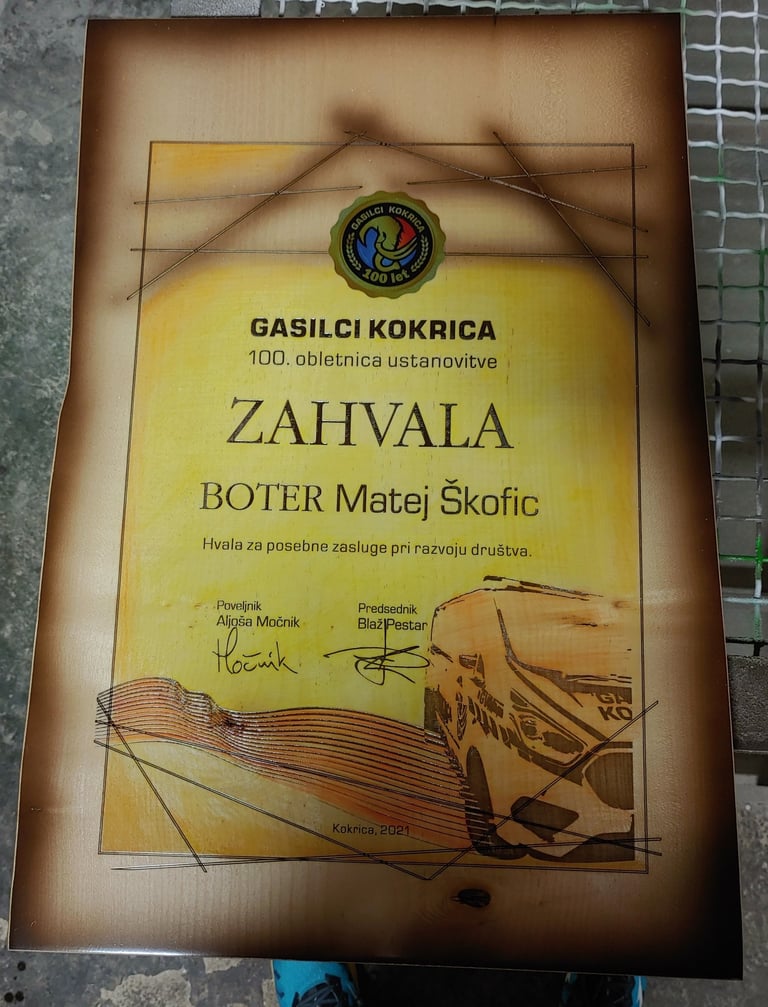 GASILCI KOKRICA
100 let
GASILCI KOKRICA
100. obletnica ustanovitve
ZAHVALA
BOTER Matej Škofic
Hvala za posebne zasluge pri razvoju društva.
Poveljnik
Aljoša Močnik
Močnik
Predsednik
Blaž Pestar
KO
Kokrica, 2021